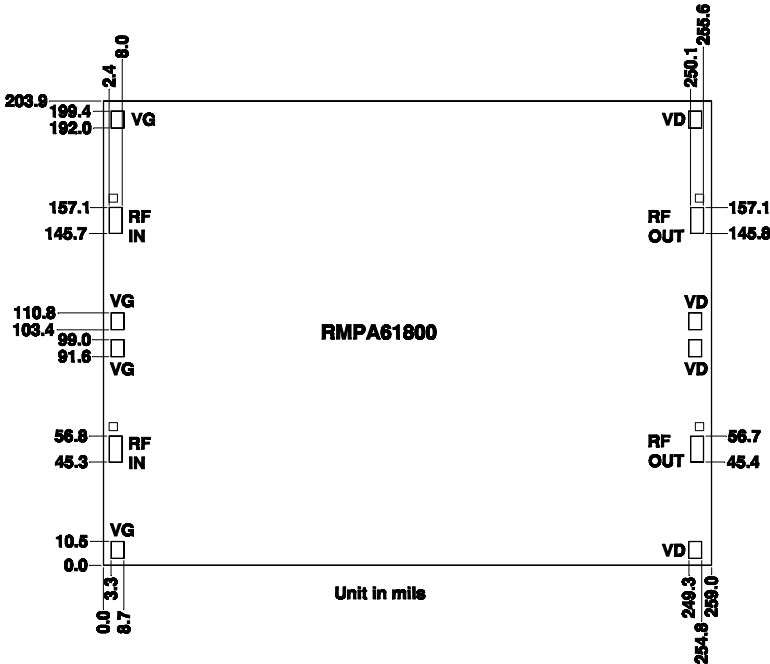 2.4
8.0
250.1
255.6
203.9
199.4
192.0
VG
VD
157.1
145.7
RF
IN
RF
OUT
157.1
145.8
VG
VD
110.8
103.4
99.0
91.6
RMPA61800
VG
VD
56.8
45.3
RF
IN
RF
OUT
56.7
45.4
VG
VD
10.5
0.0
Unit in mils
0.0
3.3
8.7
249.3
254.8
259.0